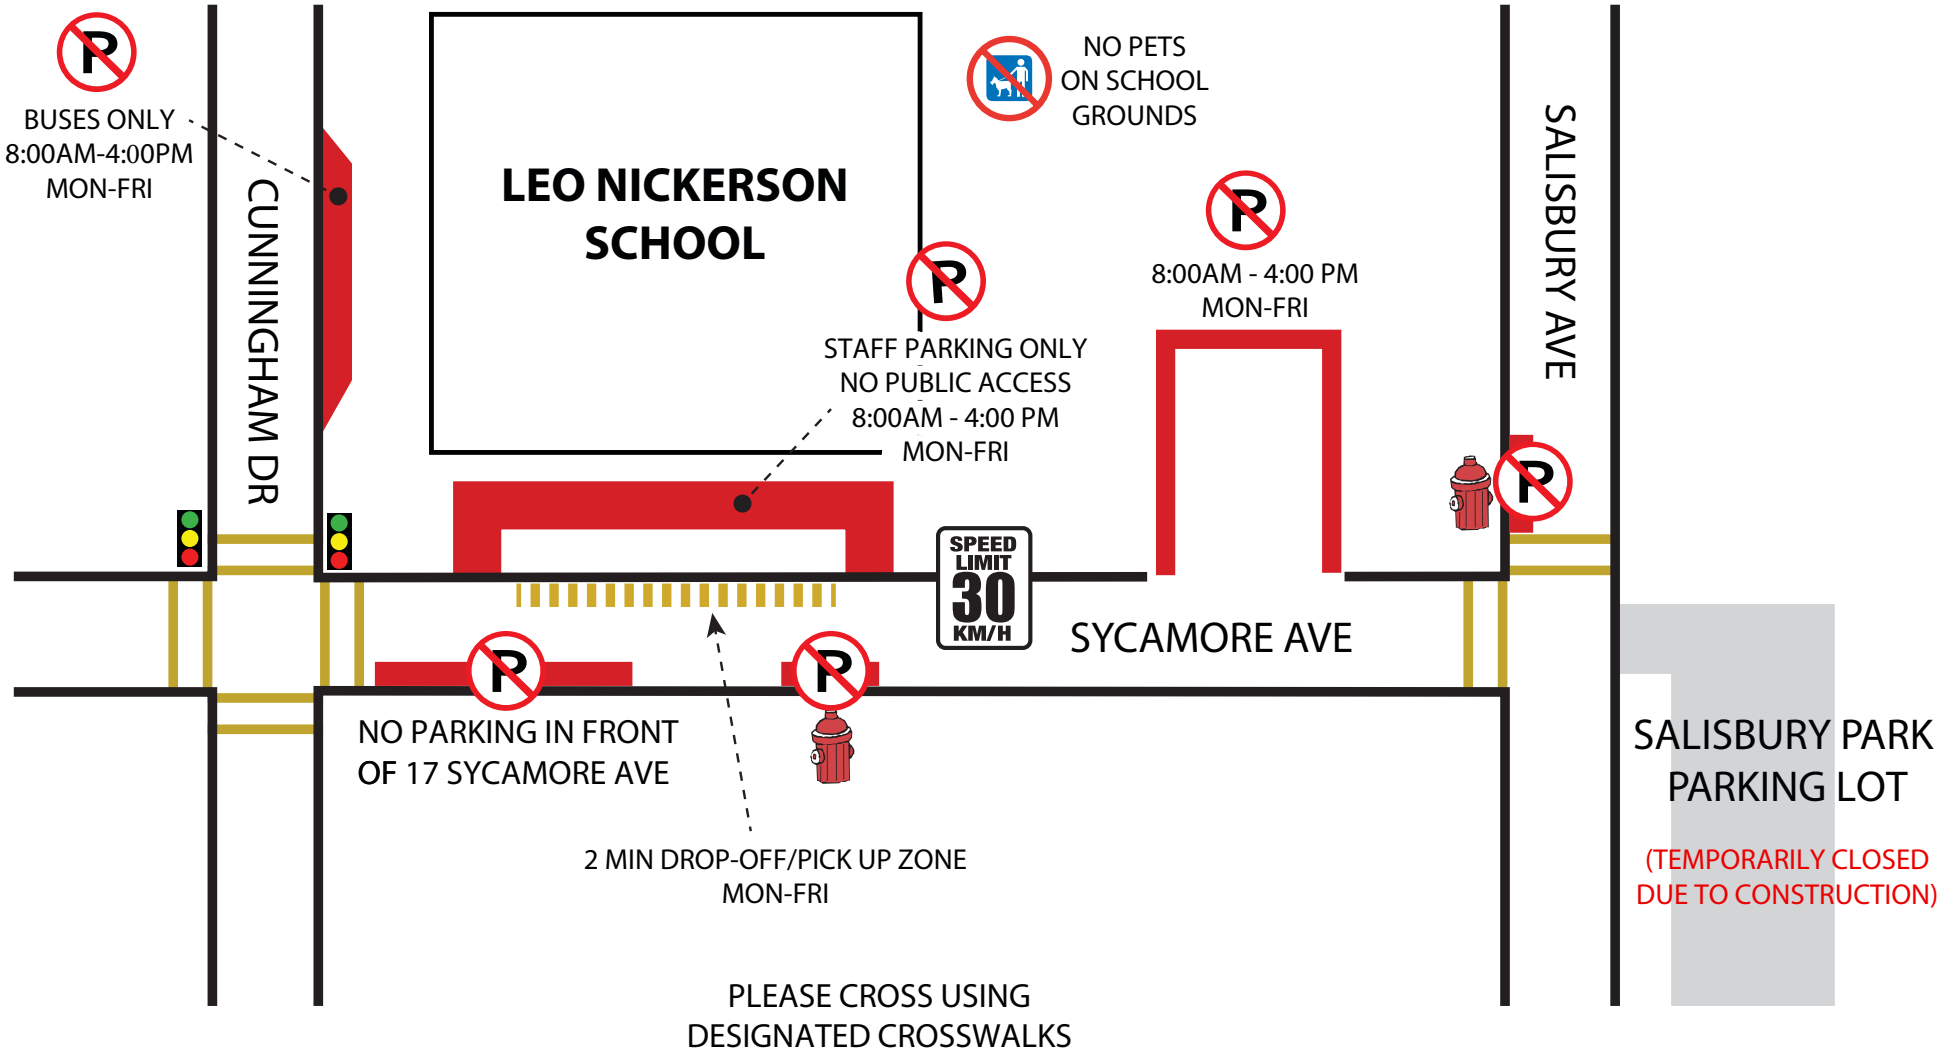 P
BUSES ONLY
8:00AM-4:00PM
MON-FRI
CUNNINGHAM DR
LEO NICKERSON
SCHOOL
NO PETS
ON SCHOOL
GROUNDS
P
STAFF PARKING ONLY
NO PUBLIC ACCESS
8:00AM - 4:00 PM
MON-FRI
P
8:00AM - 4:00 PM
MON-FRI
SALISBURY AVE
P
SPEED
LIMIT
30
KM/H
SYCAMORE AVE
P
NO PARKING IN FRONT
OF 17 SYCAMORE AVE
P
2 MIN DROP-OFF/PICK UP ZONE
MON-FRI
SALISBURY PARK
PARKING LOT
(TEMPORARILY CLOSED
DUE TO CONSTRUCTION)
PLEASE CROSS USING
DESIGNATED CROSSWALKS